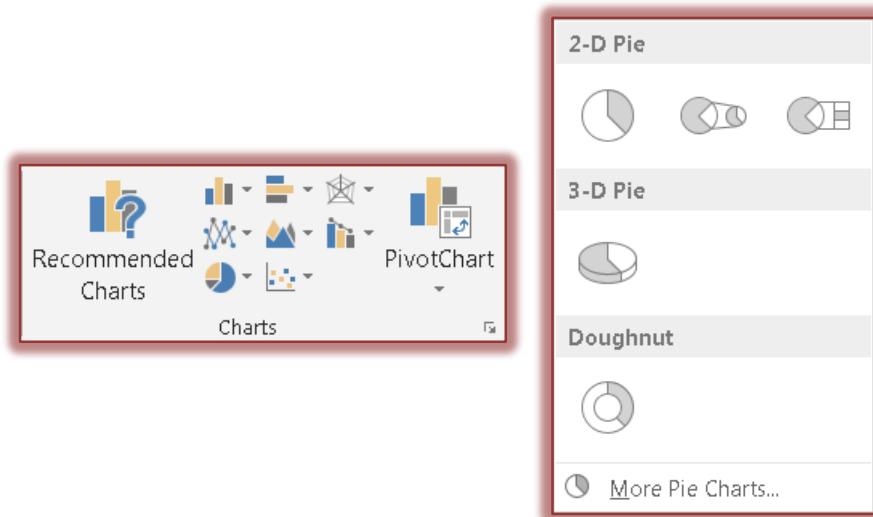 Recommended
Charts
PivotChart
Charts
2-D Pie
3-D Pie
Doughnut
More Pie Charts...